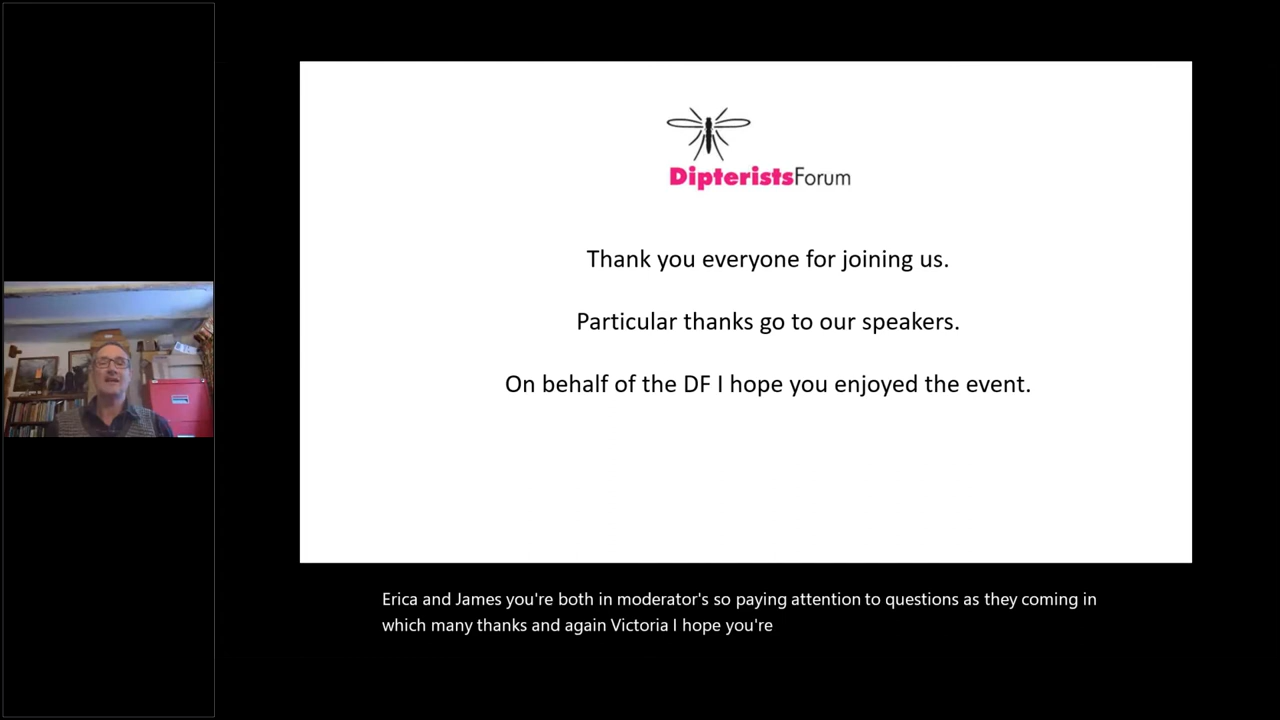 DipteristsForum
Thank you everyone for joining us.
Particular thanks go to our speakers.
On behalf of the DF I hope you enjoyed the event.
Erica and James you're both in moderator's so paying attention to questions as they coming in
which many thanks and again Victoria I hope you're